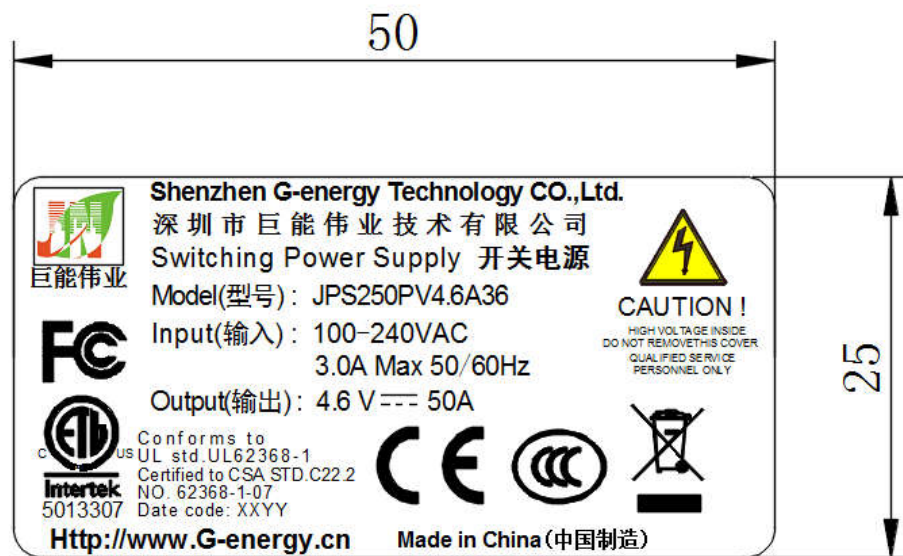 50
Shenzhen G-energy Technology CO.,Ltd.
深圳市巨能伟业技术有限公司
巨能伟业
Switching Power Supply 开关电源
Model(型号): JPS250PV4.6A36
Input(输入): 100-240VAC
3.0A Max 50/60Hz
Output(输出): 4.6 V 50A
CAUTION !
HIGH VOLTAGE INSIDE
DO NOT REMOVETHIS COVER
QUALIFIED SERVICE
PERSONNEL ONLY
25
FC
ETL
C US
Intertek
5013307
Conforms to
UL std.UL62368-1
Certified to CSA STD.C22.2
NO. 62368-1-07
Date code: XXYY
CE
CCC
Http://www.G-energy.cn Made in China(中国制造)